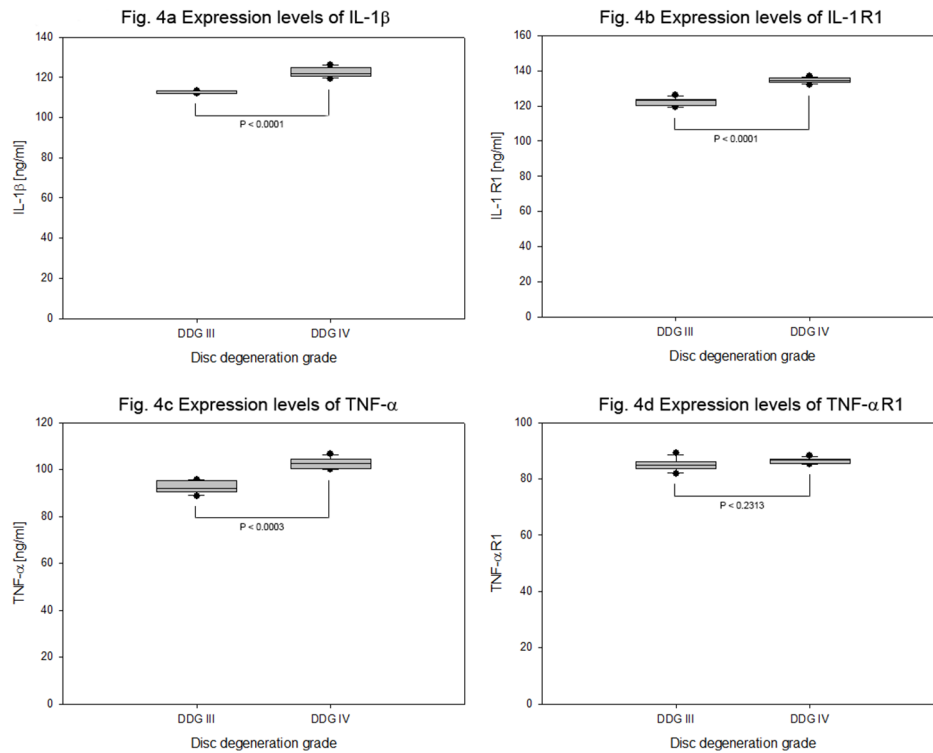 Fig. 4a Expression levels of IL-1β
140
120
100
80
60
40
20
0
IL-1β [ng/ml]
P < 0.0001
DDG III
DDG IV
Disc degeneration grade
Fig. 4b Expression levels of IL-1R1
160
140
120
100
80
60
40
20
0
IL-1 R1 [ng/ml]
P < 0.0001
DDG III
DDG IV
Disc degeneration grade
Fig. 4c Expression levels of TNF-α
120
100
80
60
40
20
0
TNF-α [ng/ml]
P < 0.0003
DDG III
DDG IV
Disc degeneration grade
Fig. 4d Expression levels of TNF-αR1
100
80
60
40
20
0
TNF-αR1
P < 0.2313
DDG III
DDG IV
Disc degeneration grade